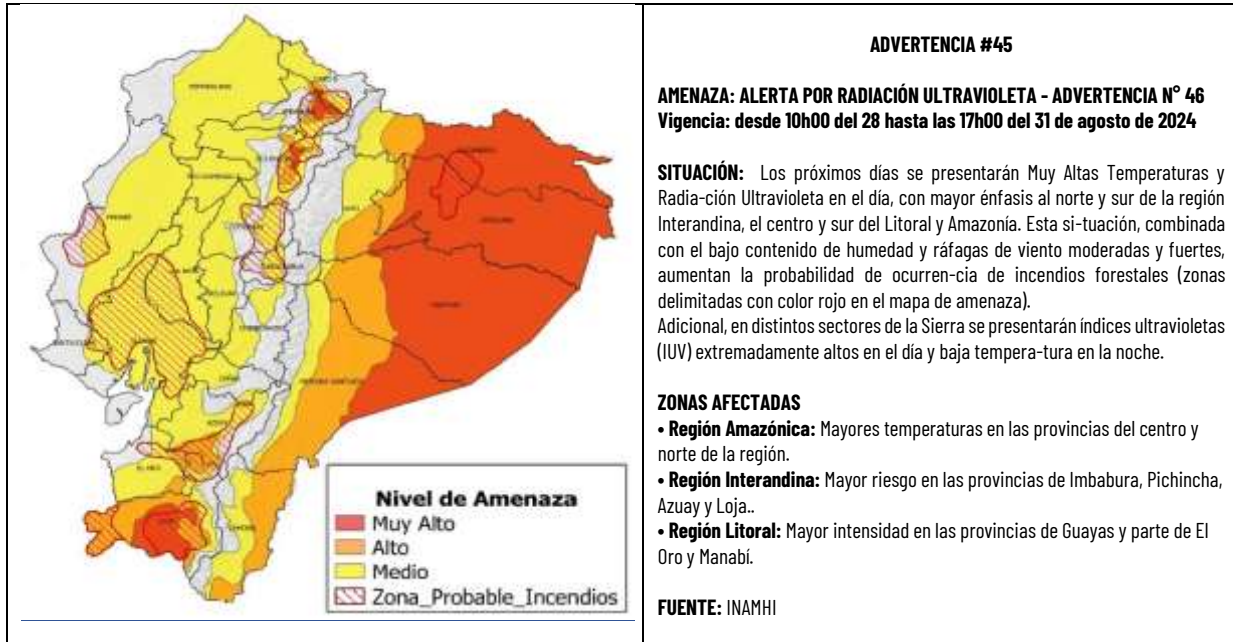 ADVERTENCIA #45
AMENAZA: ALERTA POR RADIACIÓN ULTRAVIOLETA - ADVERTENCIA N° 46
Vigencia: desde 10h00 del 28 hasta las 17h00 del 31 de agosto de 2024
SITUACIÓN: Los próximos días se presentarán Muy Altas Temperaturas y
Radia-ción Ultravioleta en el día, con mayor énfasis al norte y sur de la región
Interandina, el centro y sur del Litoral y Amazonía. Esta si-tuación, combinada
con el bajo contenido de humedad y ráfagas de viento moderadas y fuertes,
aumentan la probabilidad de ocurren-cia de incendios forestales (zonas
delimitadas con color rojo en el mapa de amenaza).
Adicional, en distintos sectores de la Sierra se presentarán índices ultravioletas
(IUV) extremadamente altos en el día y baja tempera-tura en la noche.
ZONAS AFECTADAS
• Región Amazónica: Mayores temperaturas en las provincias del centro y
norte de la región.
• Región Interandina: Mayor riesgo en las provincias de Imbabura, Pichincha,
Azuay y Loja..
• Región Litoral: Mayor intensidad en las provincias de Guayas y parte de El
Oro y Manabí.
FUENTE: INAMHI
Nivel de Amenaza
Muy Alto
Alto
Medio
Zona_Probable_Incendios